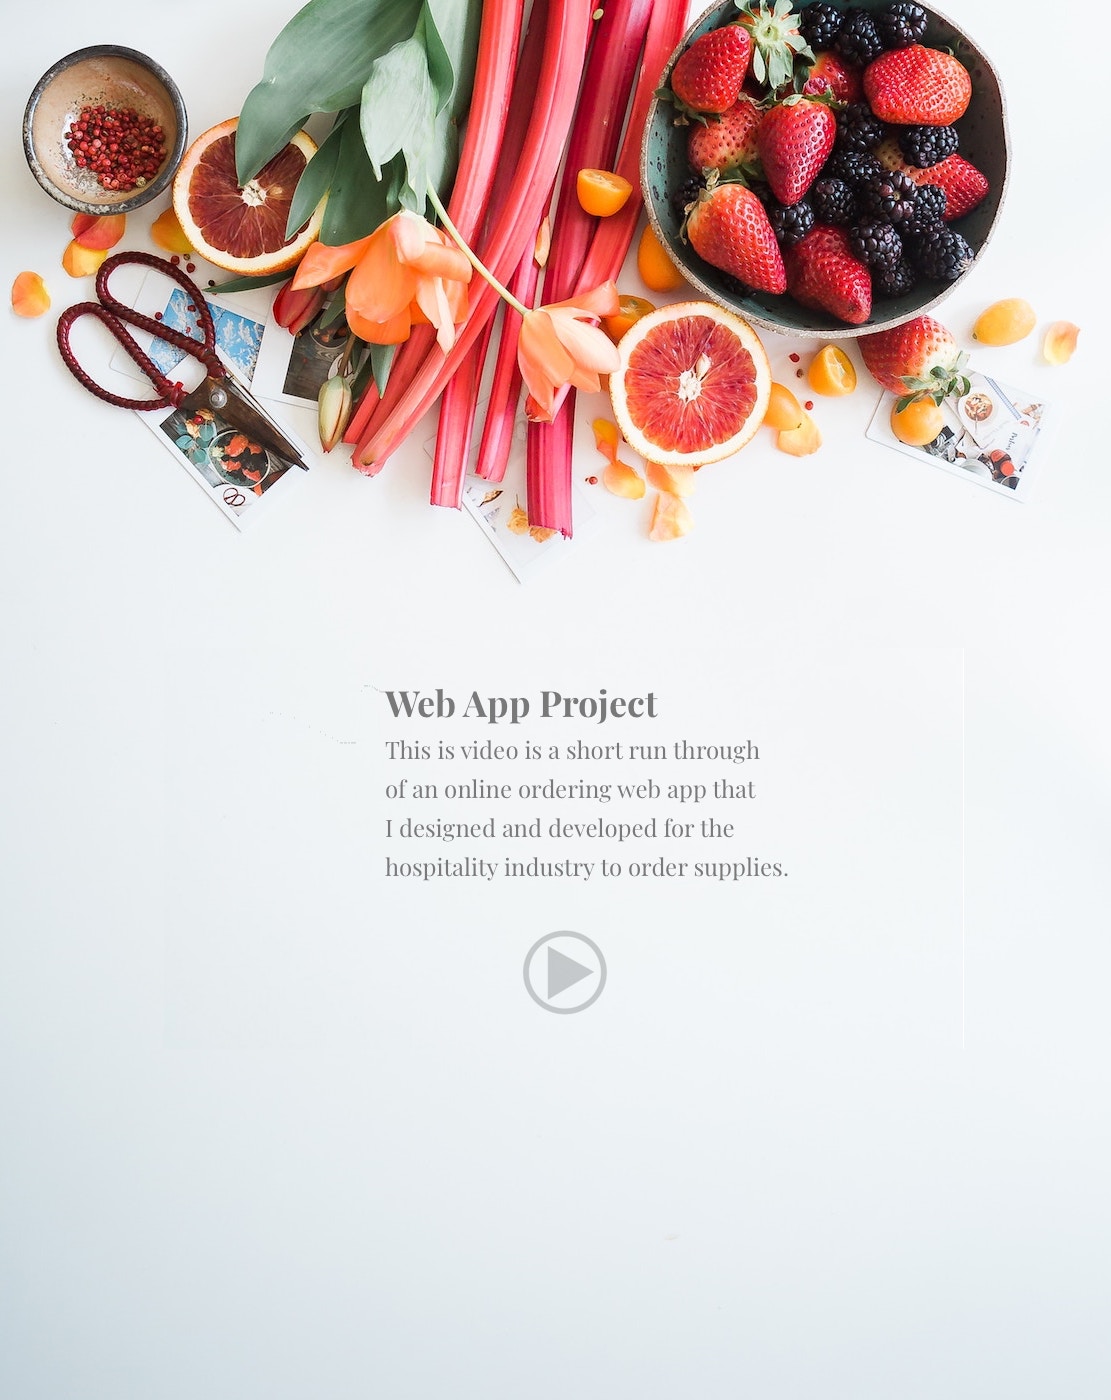 Web App Project
This is video is a short run through
of an online ordering web app that
I designed and developed for the
hospitality industry to order supplies.